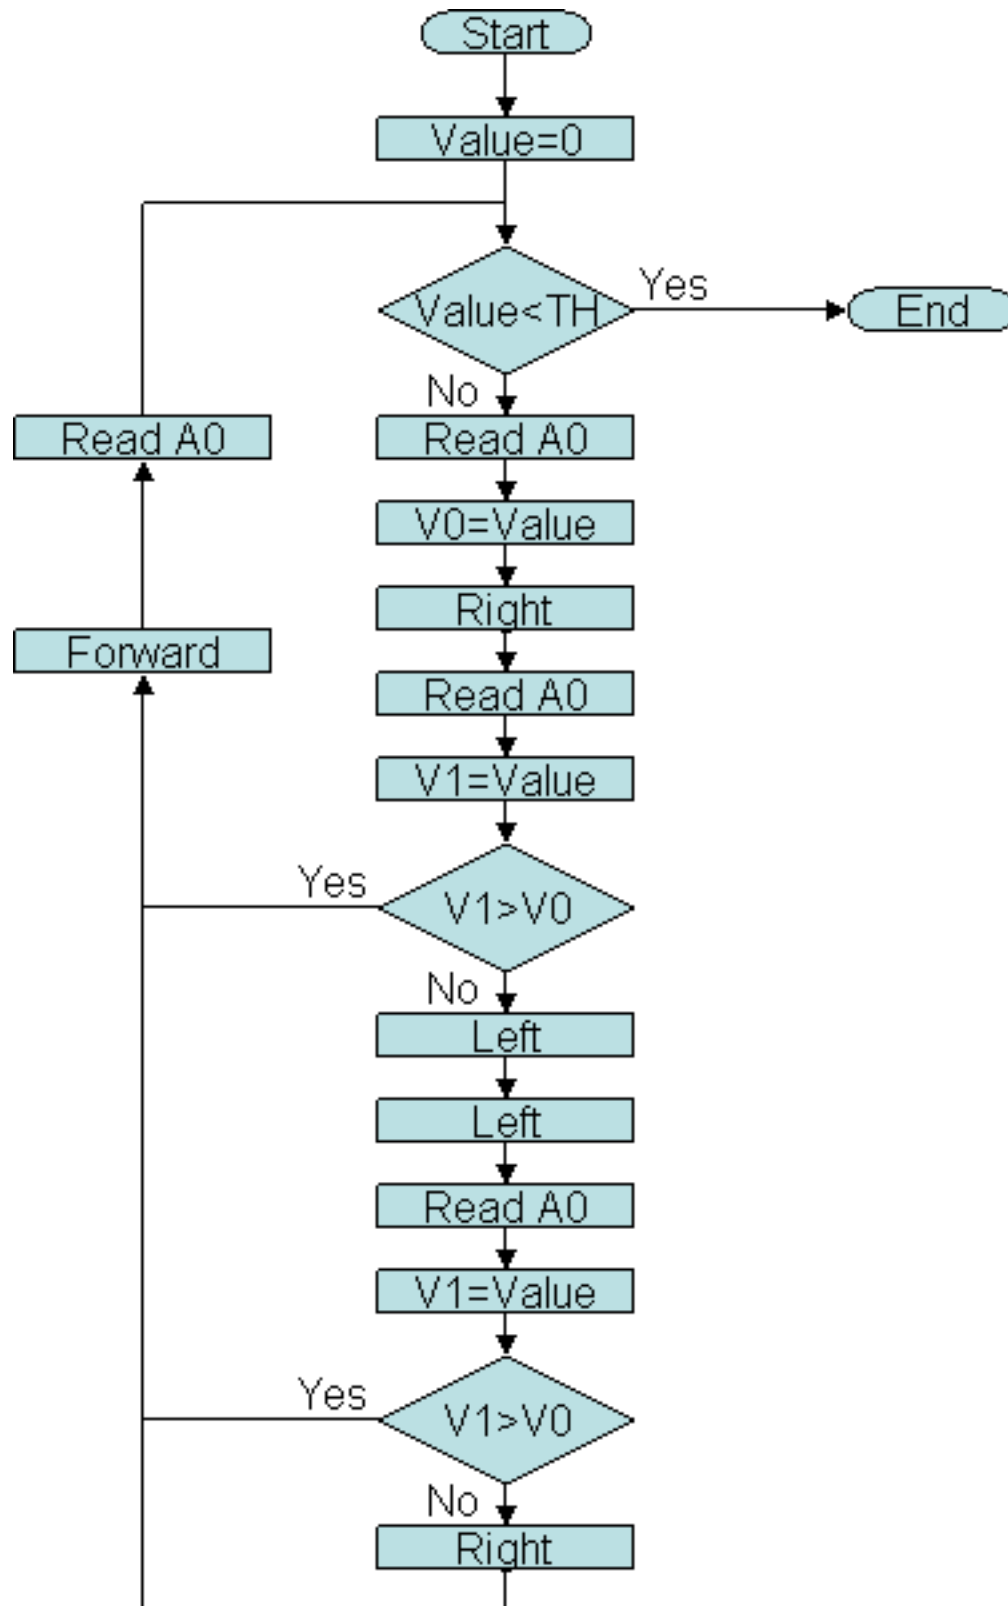 Start
Value=0
Value<TH
Yes
End
No
Read A0
Read A0
V0=Value
Right
Forward
Read A0
V1=Value
Yes
V1>V0
No
Left
Left
Read A0
V1=Value
Yes
V1>V0
No
Right